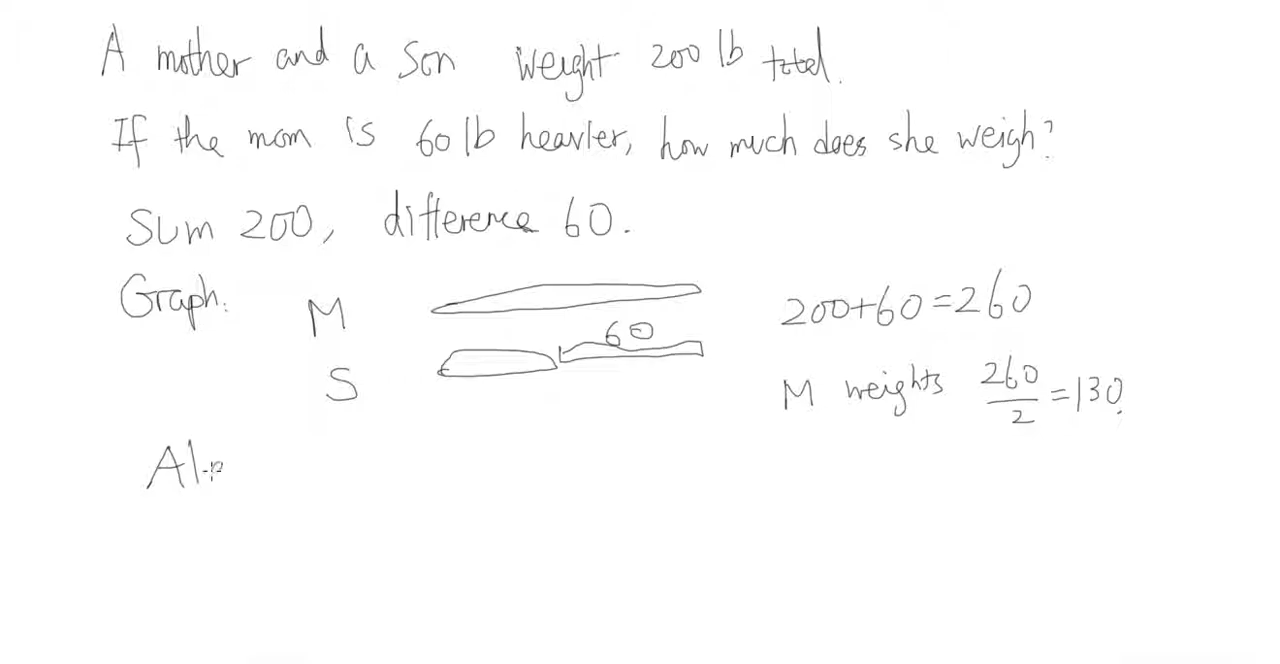 A mother and a son weight 200 lb total.
If the mom is 60 lb heavier, how much does she weigh?
Sum 200, difference 60.
Graph: M
200+60=260
60
S
M weights 260/2 =130.
Al